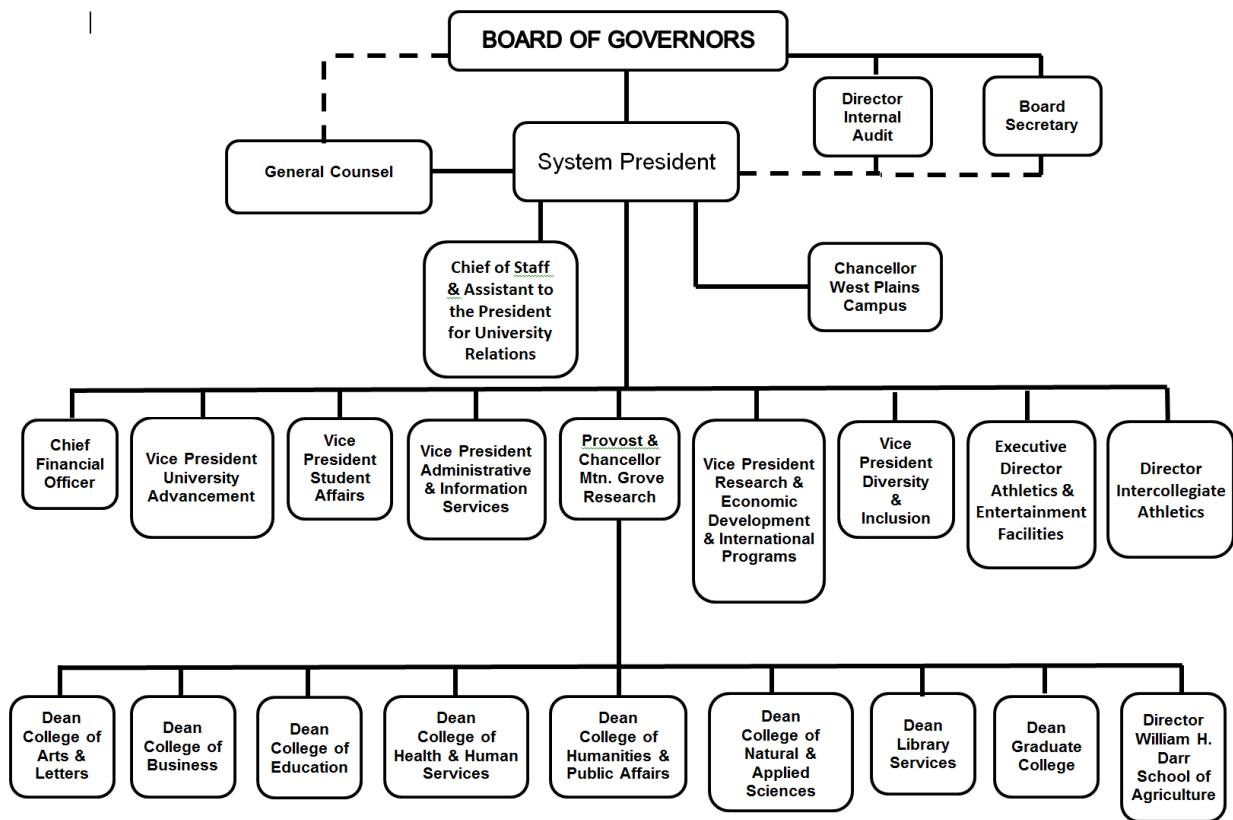 BOARD OF GOVERNORS
Director
Internal
Audit
Board
Secretary
General Counsel
System President
Chief of Staff
& Assistant to
the President
for University
Relations
Chancellor
West Plains
Campus
Chief
Financial
Officer
Vice President
University
Advancement
Vice
President
Student
Affairs
Vice President
Administrative
& Information
Services
Provost &
Chancellor
Mtn. Grove
Research
Vice President
Research &
Economic
Development
& International
Programs
Vice
President
Diversity
&
Inclusion
Executive
Director
Athletics &
Entertainment
Facilities
Director
Intercollegiate
Athletics
Dean
College of
Arts &
Letters
Dean
College of
Business
Dean
College of
Education
Dean
College of
Health & Human
Services
Dean
College of
Humanities &
Public Affairs
Dean
College of
Natural &
Applied
Sciences
Dean
Library
Services
Dean
Graduate
College
Director
William H.
Darr
School of
Agriculture